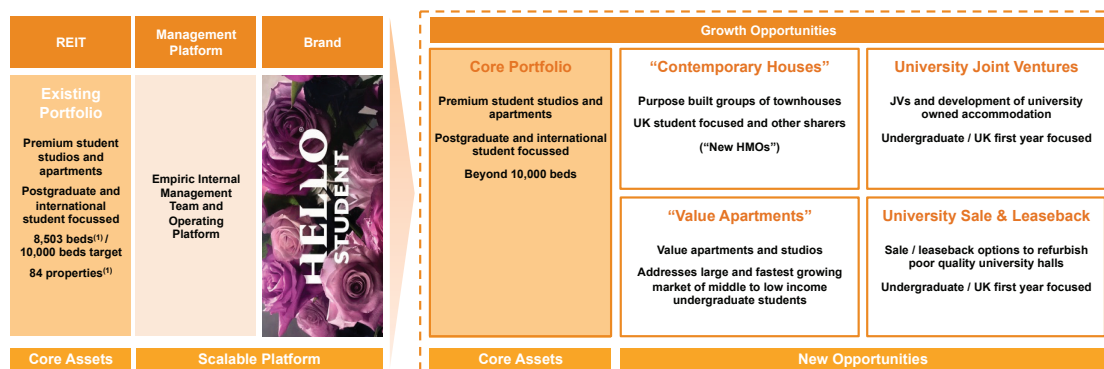 REIT
Management
Platform
Brand
Existing
Portfolio
Premium student
studios and
apartments
Postgraduate and
international
student focussed
8,503 beds(1) /
10,000 beds target
84 properties(1)
Empiric Internal
Management
Team and
Operating
Platform
HELLO®
STUDENT
Core Assets
Scalable Platform
Growth Opportunities
Core Portfolio
Premium student studios and
apartments
Postgraduate and international
student focussed
Beyond 10,000 beds
“Contemporary Houses”
Purpose built groups of townhouses
UK student focused and other sharers
(“New HMOs”)
University Joint Ventures
JVs and development of university
owned accommodation
Undergraduate / UK first year focused
“Value Apartments”
Value apartments and studios
Addresses large and fastest growing
market of middle to low income
undergraduate students
University Sale & Leaseback
Sale / leaseback options to refurbish
poor quality university halls
Undergraduate / UK first year focused
Core Assets
New Opportunities